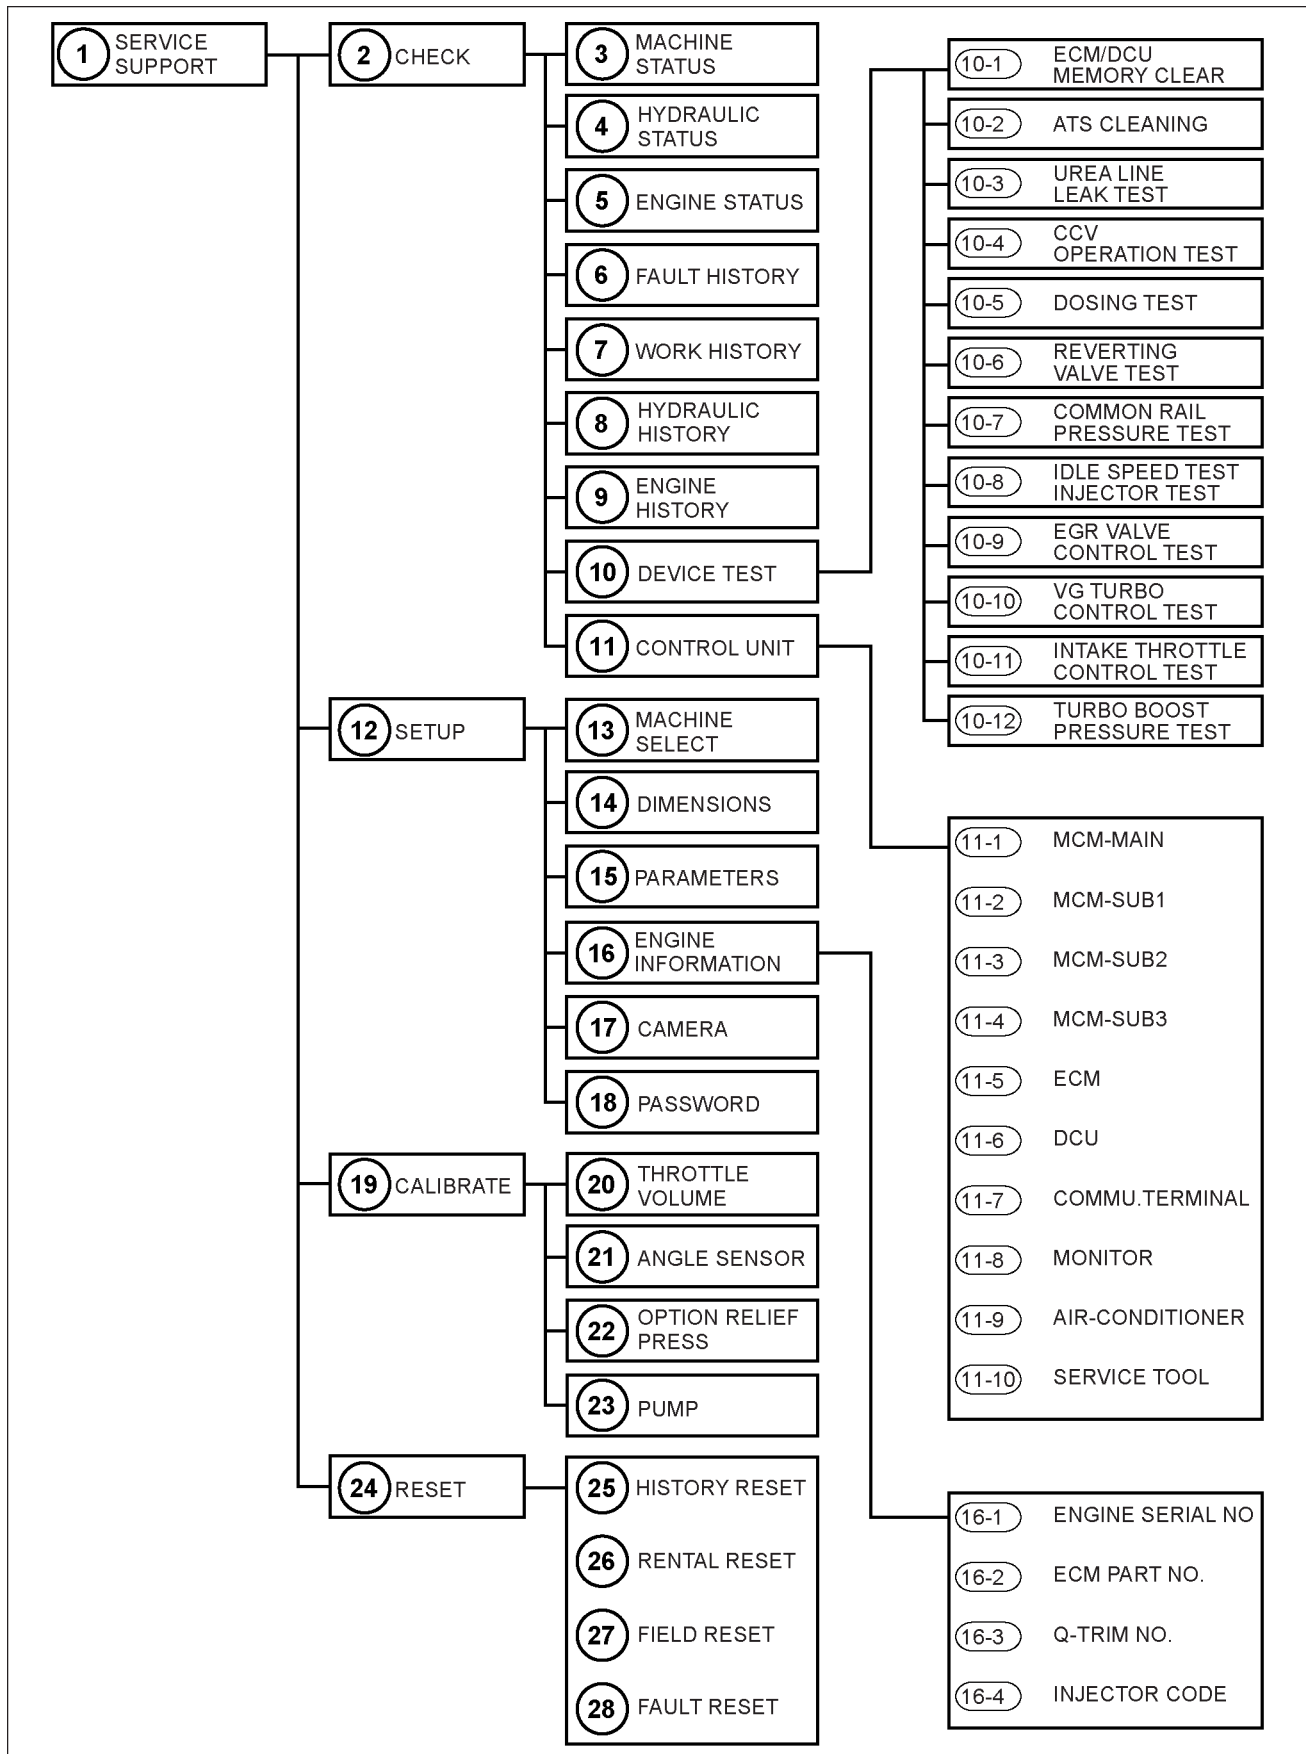 1 SERVICE
SUPPORT
2 CHECK
3 MACHINE
STATUS
4 HYDRAULIC
STATUS
5 ENGINE STATUS
6 FAULT HISTORY
7 WORK HISTORY
8 HYDRAULIC
HISTORY
9 ENGINE
HISTORY
10 DEVICE TEST
11 CONTROL UNIT
10-1 ECM/DCU
MEMORY CLEAR
10-2 ATS CLEANING
10-3 UREA LINE
LEAK TEST
10-4 CCV
OPERATION TEST
10-5 DOSING TEST
10-6 REVERTING
VALVE TEST
10-7 COMMON RAIL
PRESSURE TEST
10-8 IDLE SPEED TEST
INJECTOR TEST
10-9 EGR VALVE
CONTROL TEST
10-10 VG TURBO
CONTROL TEST
10-11 INTAKE THROTTLE
CONTROL TEST
10-12 TURBO BOOST
PRESSURE TEST
11-1 MCM-MAIN
11-2 MCM-SUB1
11-3 MCM-SUB2
11-4 MCM-SUB3
11-5 ECM
11-6 DCU
11-7 COMMU.TERMINAL
11-8 MONITOR
11-9 AIR-CONDITIONER
11-10 SERVICE TOOL
12 SETUP
13 MACHINE
SELECT
14 DIMENSIONS
15 PARAMETERS
16 ENGINE
INFORMATION
17 CAMERA
18 PASSWORD
16-1 ENGINE SERIAL NO
16-2 ECM PART NO.
16-3 Q-TRIM NO.
16-4 INJECTOR CODE
19 CALIBRATE
20 THROTTLE
VOLUME
21 ANGLE SENSOR
22 OPTION RELIEF
PRESS
23 PUMP
24 RESET
25 HISTORY RESET
26 RENTAL RESET
27 FIELD RESET
28 FAULT RESET